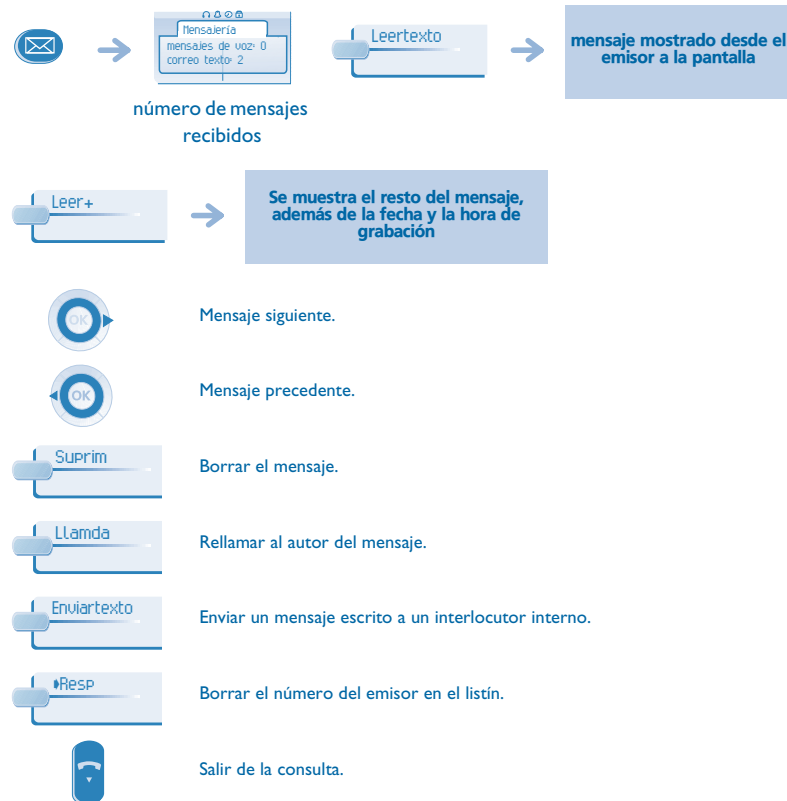 Mensajería
mensajes de voz: 0
correo texto: 2
Leertexto
mensaje mostrado desde el
emisor a la pantalla
número de mensajes
recibidos
Leer+
Se muestra el resto del mensaje,
además de la fecha y la hora de
grabación
OK
Mensaje siguiente.
OK
Mensaje precedente.
Suprim
Borrar el mensaje.
Llamda
Rellamar al autor del mensaje.
Enviartexto
Enviar un mensaje escrito a un interlocutor interno.
Resp
Borrar el número del emisor en el listín.
Salir de la consulta.